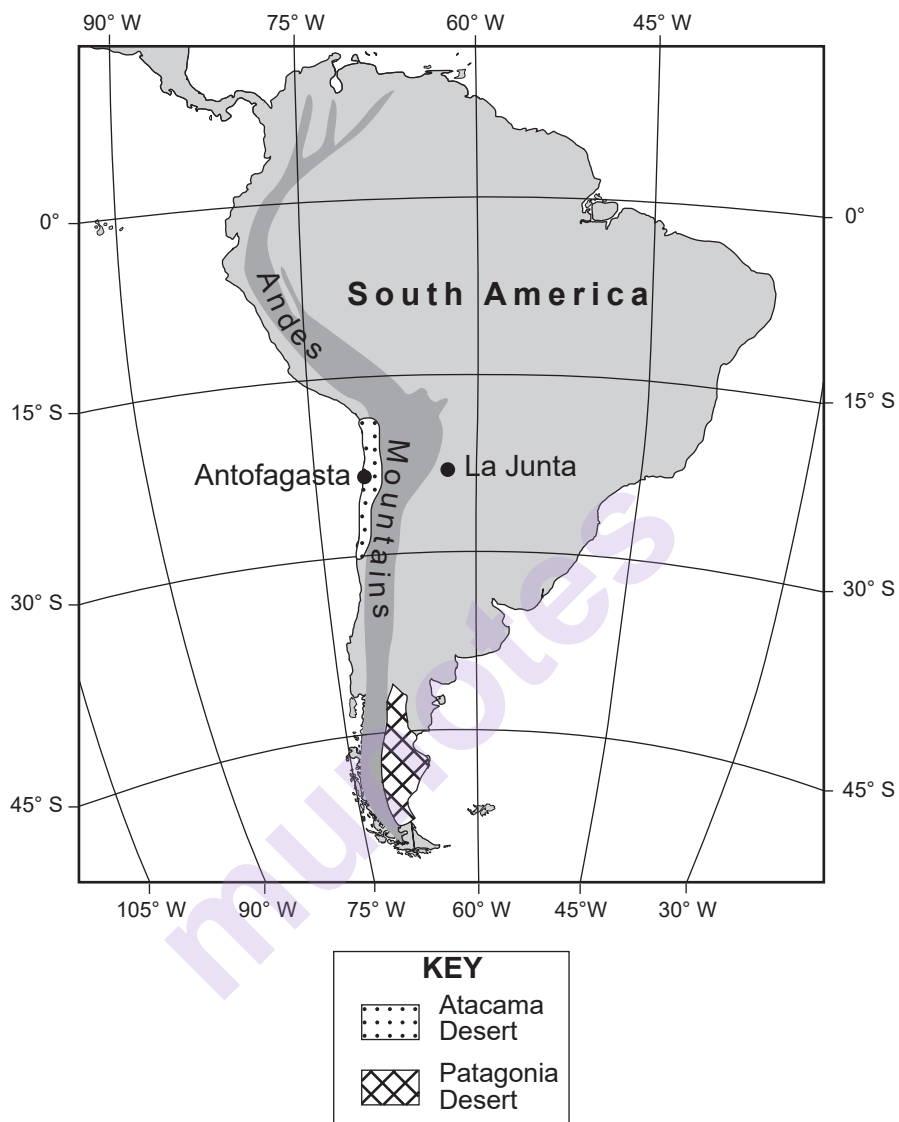 90° W 75° W 60° W 45° W
0° 0°
South America
Andes
15° S 15° S
Mountains
Antofagasta La Junta
30° S 30° S
45° S 45° S
105° W 90° W 75° W 60° W 45° W 30° W
munotes
KEY
Atacama
Desert
Patagonia
Desert